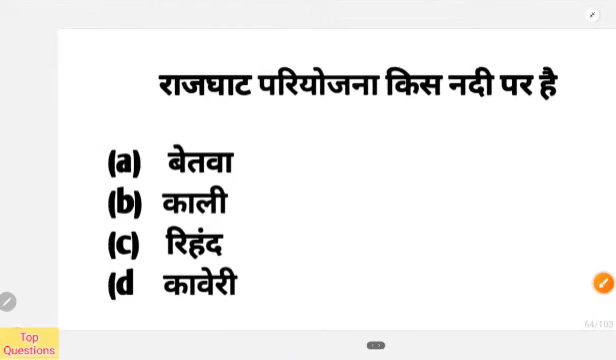 राजघाट परियोजना किस नदी पर है
(a) बेतवा
(b) काली
(c) रिहंद
(d कावेरी
64/103
Top
Questions